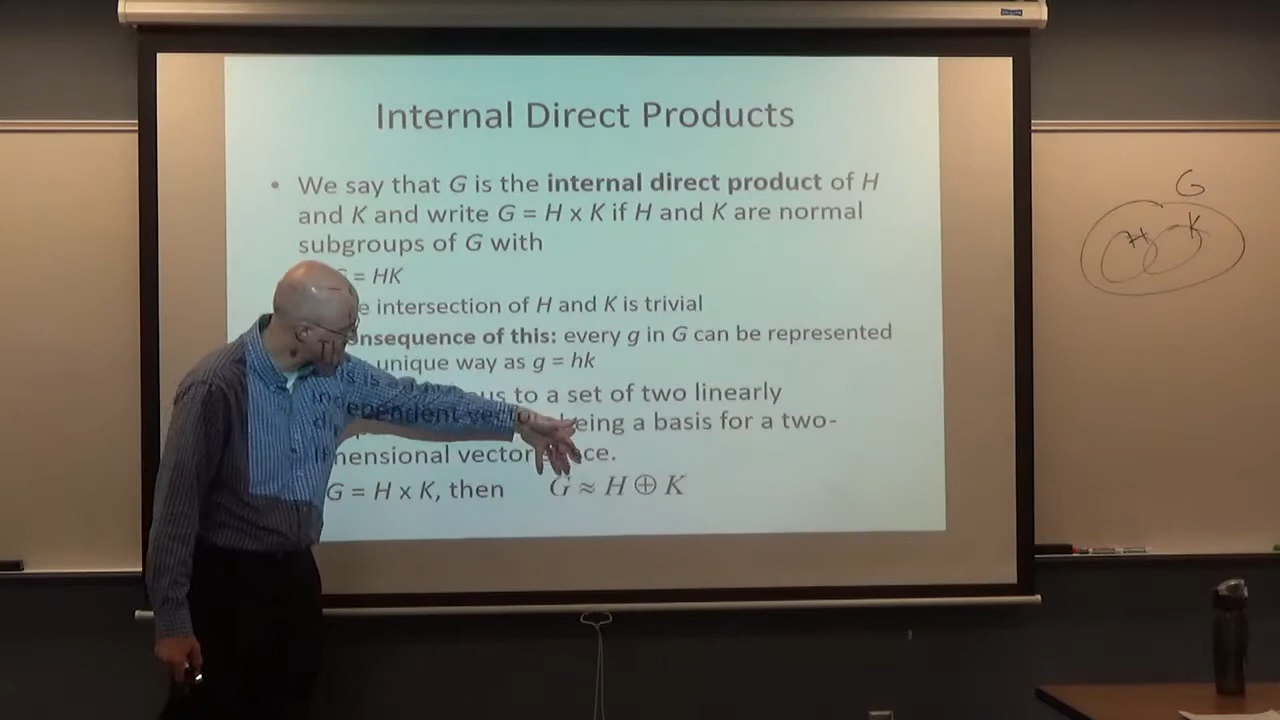 Internal Direct Products
• We say that G is the internal direct product of H
and K and write G = H x K if H and K are normal
subgroups of G with
= HK
intersection of H and K is trivial
nsequence of this: every g in G can be represented
unique way as g = hk
to a set of two linearly
being a basis for a two-
mensional vector
G = H x K, then G ≈ H ⊕ K
G
H K